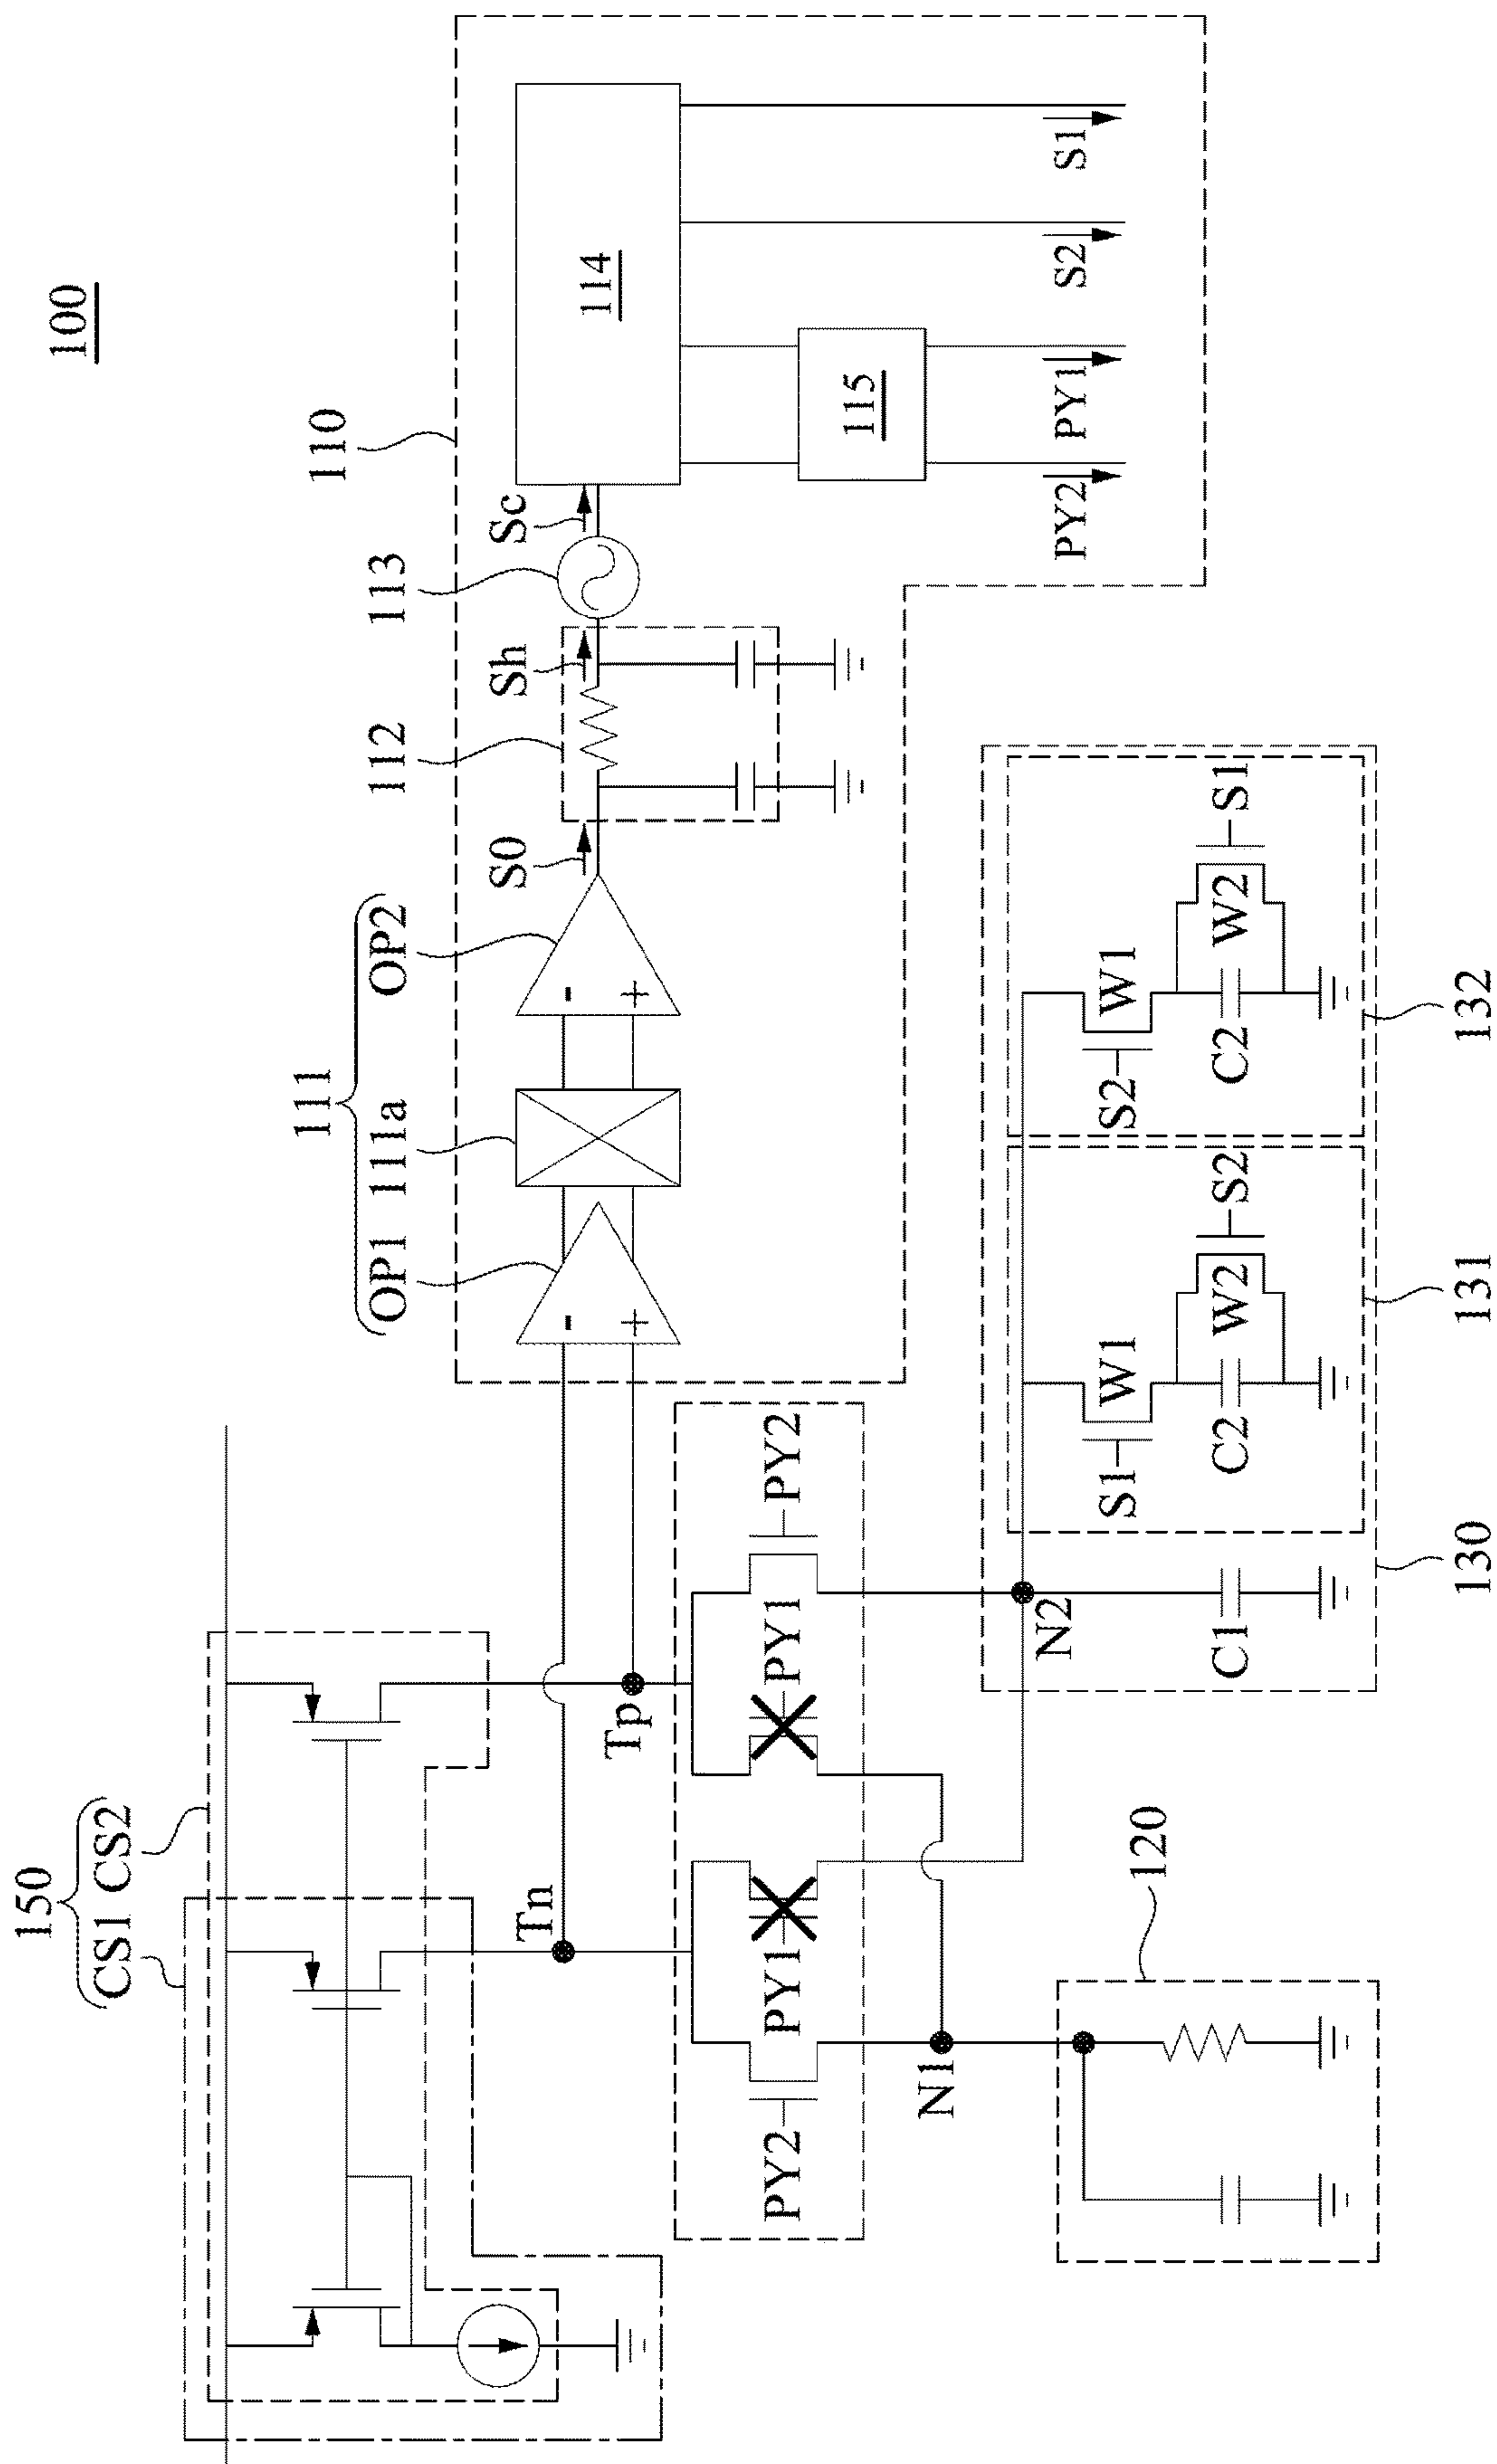 100
150
CS1 CS2
111
OP1 111a OP2
112
113
110
S0
Sh
Sc
114
115
PY2
PY1
S2
S1
Tn
Tp
PY2
PY1
PY1
PY2
N1
N2
120
C1
S1
W1
C2
W2
S2
S2
W1
C2
W2
S1
130
131
132